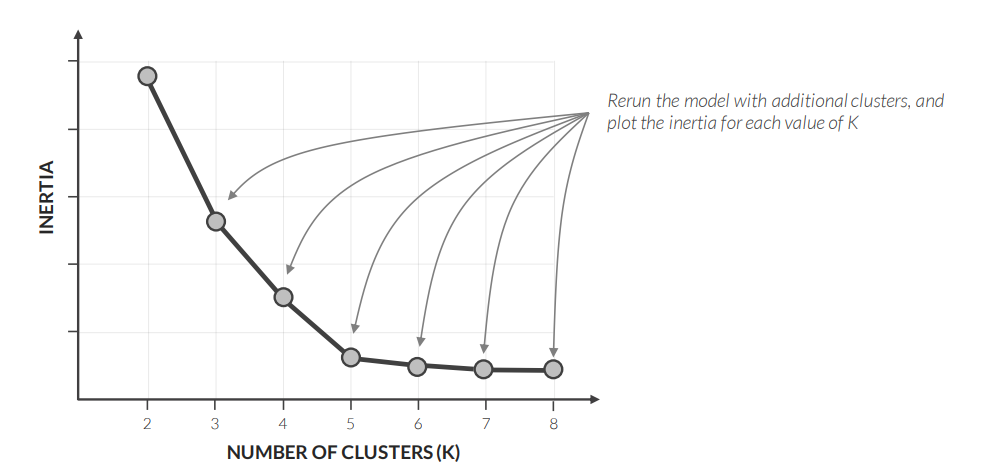 Rerun the model with additional clusters, and
plot the inertia for each value of K
INERTIA
2 3 4 5 6 7 8
NUMBER OF CLUSTERS (K)